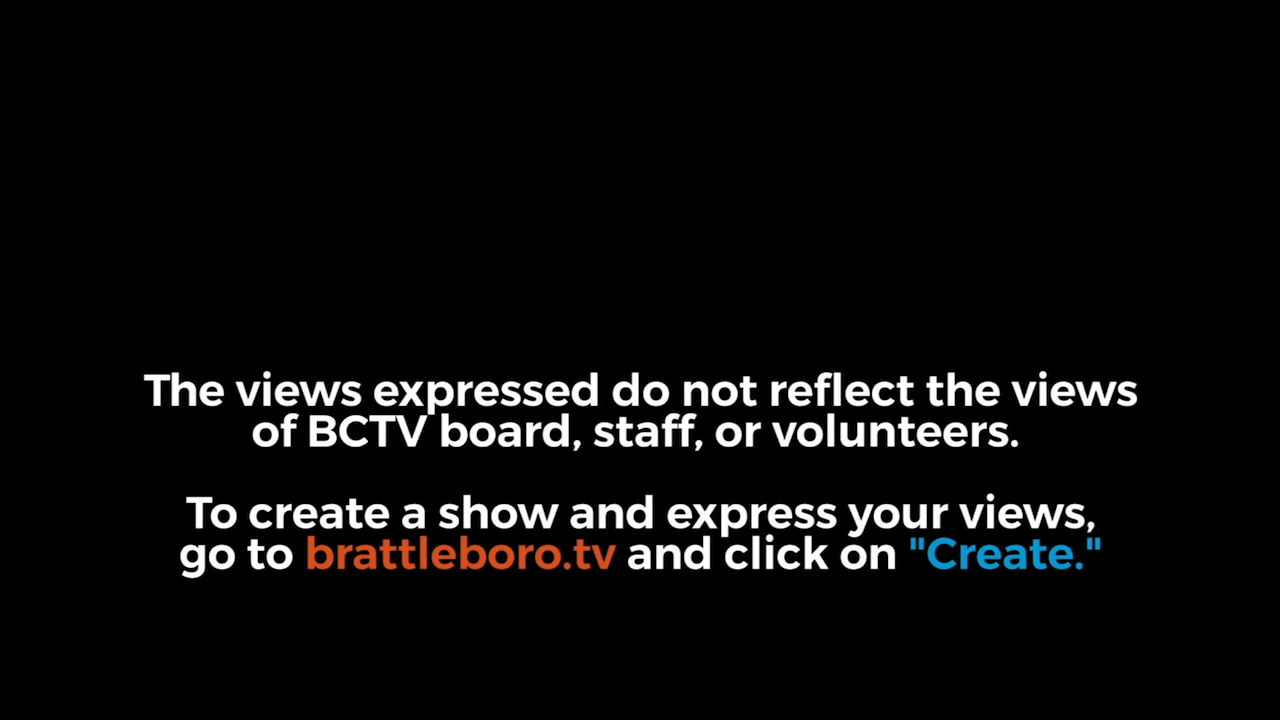 The views expressed do not reflect the views
of BCTV board, staff, or volunteers.
To create a show and express your views,
go to brattleboro.tv and click on "Create."